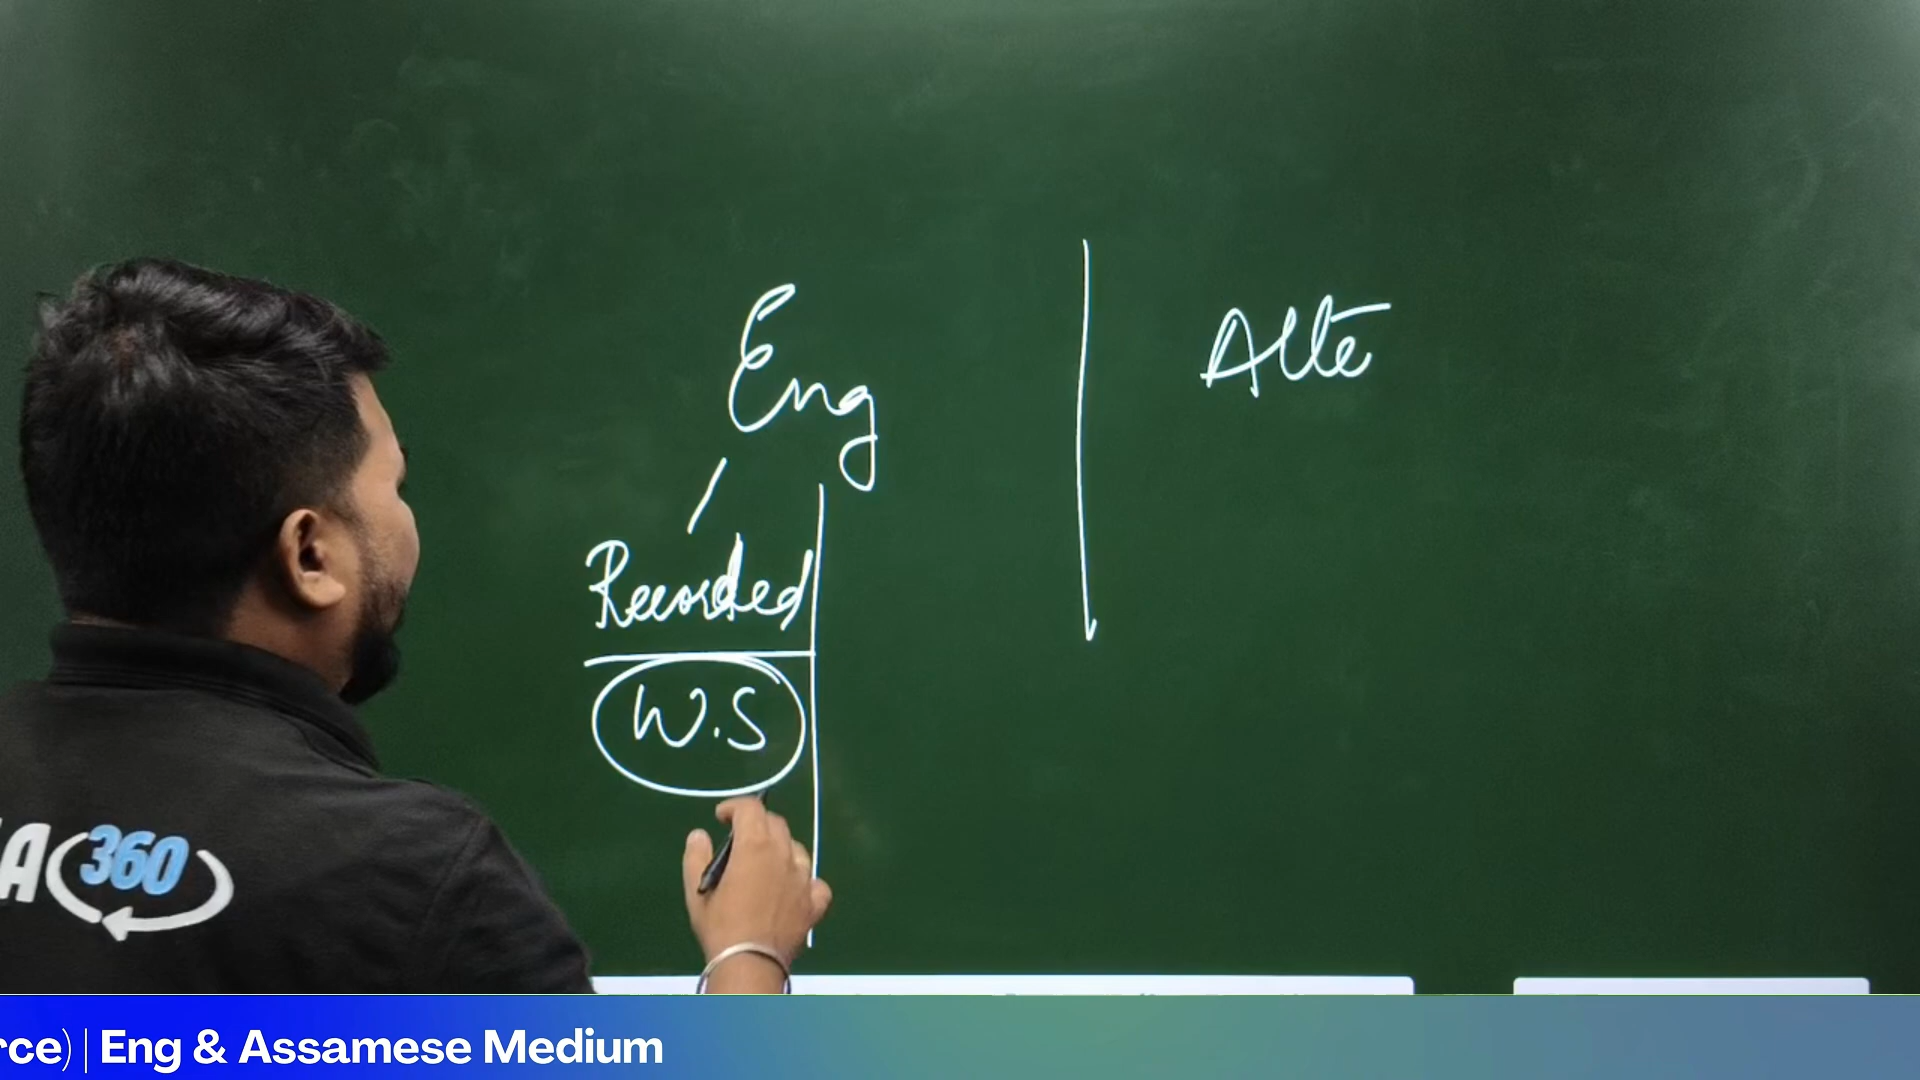 Eng
Alte
Recorded
W.S
A 360
rce) | Eng & Assamese Medium